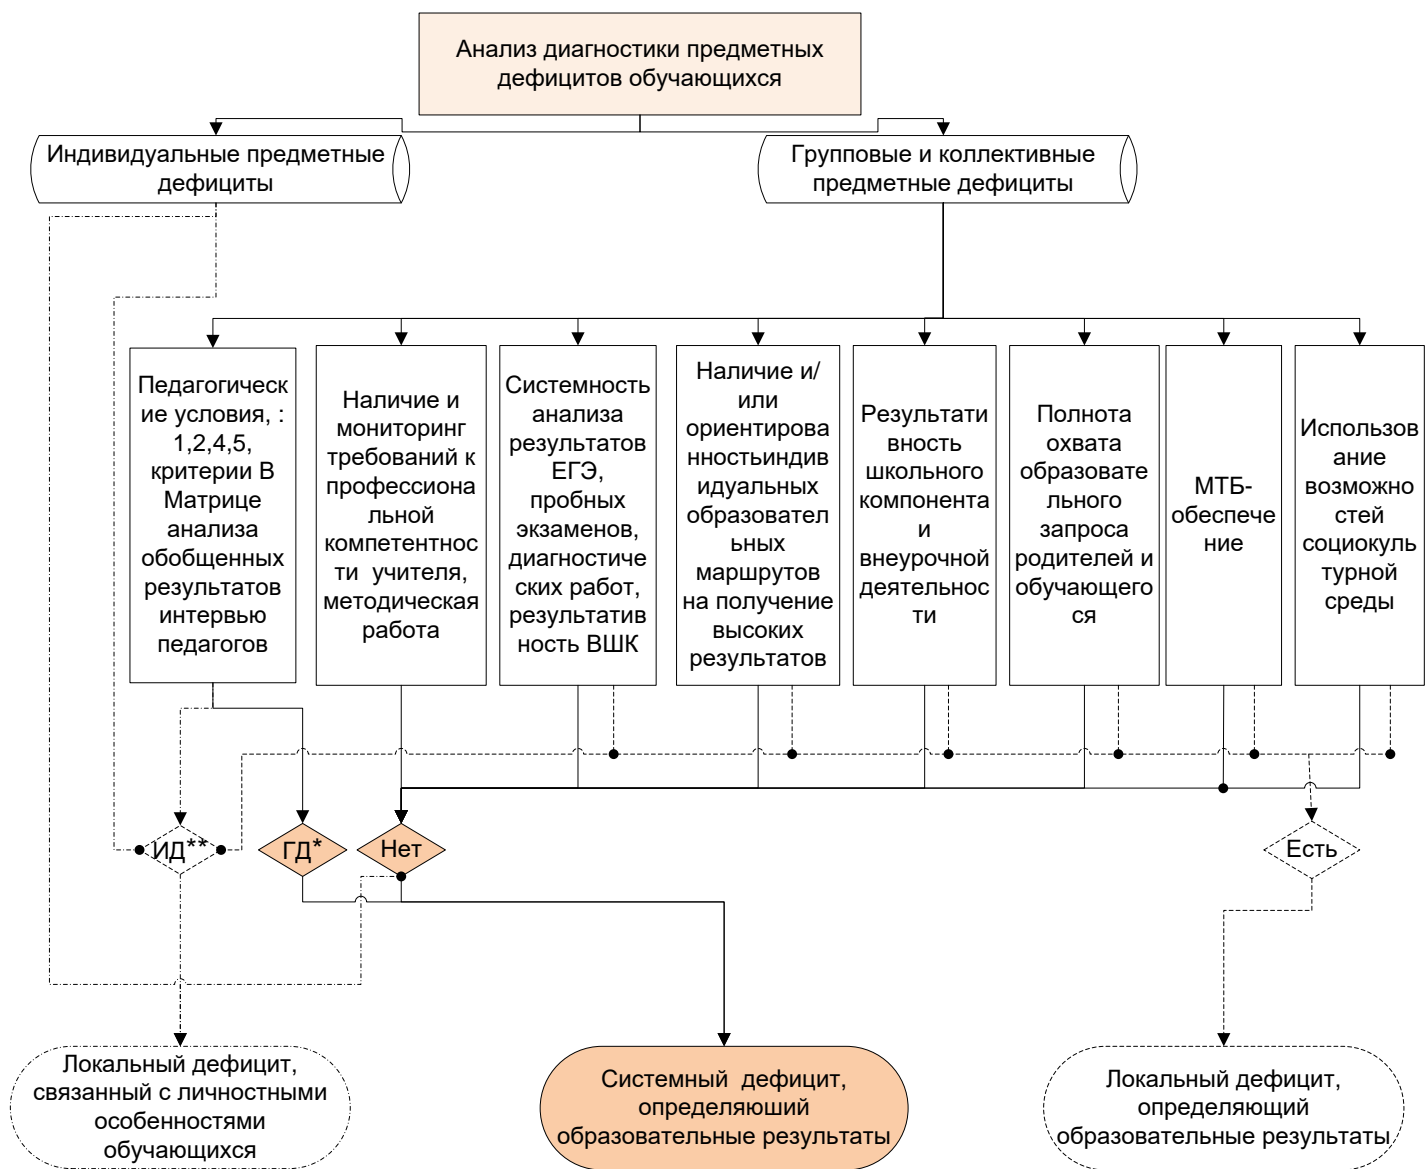 Анализ диагностики предметных
дефицитов обучающихся
Индивидуальные предметные
дефициты
Групповые и коллективные
предметные дефициты
Педагогическ
ие условия, :
1,2,4,5,
критерии В
Матрице
анализа
обобщенных
результатов
интервью
педагогов
Наличие и
мониторинг
требований к
профессиона
льной
компетентнос
ти учителя,
методическая
работа
Системность
анализа
результатов
ЕГЭ,
пробных
экзаменов,
диагностиче
ских работ,
результатив
ность ВШК
Наличие и/
или
ориентирова
нностьиндив
идуальных
образовател
ьных
маршрутов
на получение
высоких
результатов
Результати
вность
школьного
компонента
и
внеурочной
деятельнос
ти
Полнота
охвата
образовате
льного
запроса
родителей и
обучающего
ся
МТБ-
обеспече
ние
Использов
ание
возможно
стей
социокуль
турной
среды
ИД**
ГД*
Нет
Есть
Локальный дефицит,
связанный с личностными
особенностями
обучающихся
Системный дефицит,
определяюший
образовательные результаты
Локальный дефицит,
определяющий
образовательные результаты